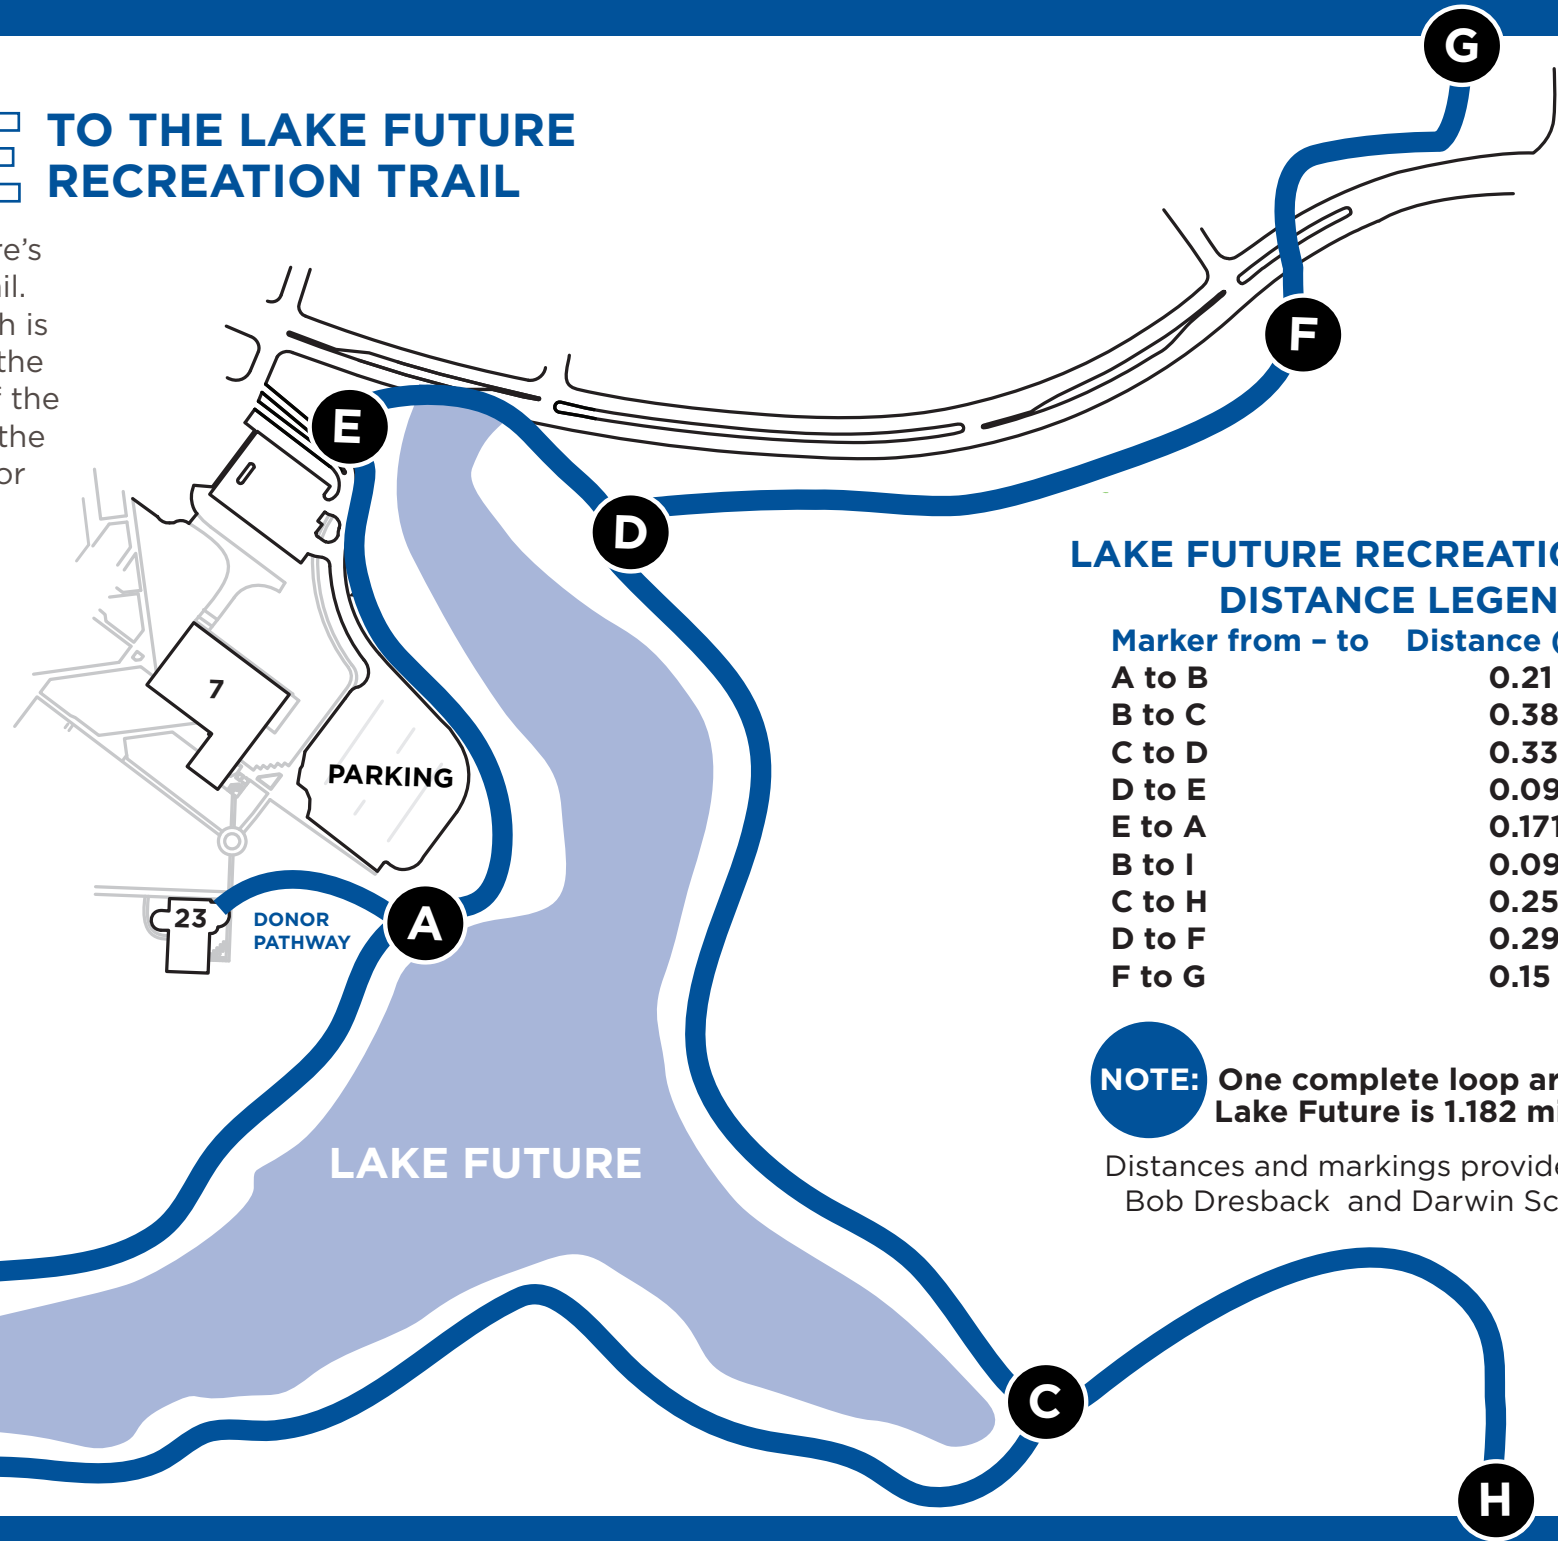 E TO THE LAKE FUTURE
RECREATION TRAIL
re's
ail.
h is
the
f the
the
or
G
F
E
D
7
PARKING
23
DONOR
PATHWAY
A
LAKE FUTURE
C
H
LAKE FUTURE RECREATIO
DISTANCE LEGEN
Marker from – to Distance (
A to B 0.21
B to C 0.38
C to D 0.33
D to E 0.09
E to A 0.171
B to I 0.09
C to H 0.25
D to F 0.29
F to G 0.15
NOTE: One complete loop ar
Lake Future is 1.182 mi
Distances and markings provide
Bob Dresback and Darwin Sc